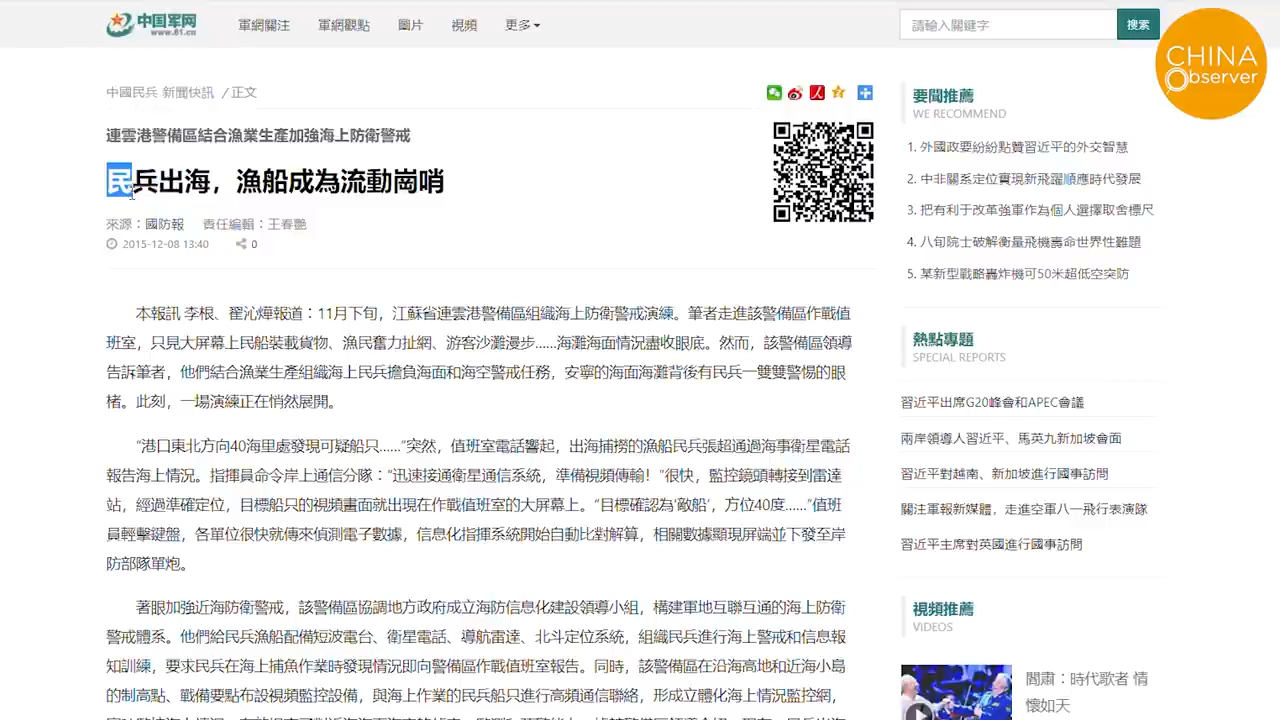 中国军网
www.81.cn
軍網關注 軍網觀點 圖片 視頻 更多
請輸入關鍵字 搜索
CHINA
Observer
中國民兵 新聞快訊 / 正文
連雲港警備區結合漁業生產加強海上防衛警戒
民兵出海，漁船成為流動崗哨
來源：國防報 責任編輯：王春艷
2015-12-08 13:40 0
本報訊 李根、翟沁燁報道：11月下旬，江蘇省連雲港警備區組織海上防衛警戒演練。筆者走進該警備區作戰值
班室，只見大屏幕上民船裝載貨物、漁民奮力扯網、游客沙灘漫步……海灘海面情況盡收眼底。然而，該警備區領導
告訴筆者，他們結合漁業生產組織海上民兵擔負海面和海空警戒任務，安寧的海面海灘背後有民兵一雙雙警惕的眼
楮。此刻，一場演練正在悄然展開。
“港口東北方向40海里處發現可疑船只……”突然，值班室電話響起，出海捕撈的漁船民兵張超通過海事衛星電話
報告海上情況。指揮員命令岸上通信分隊：“迅速接通衛星通信系統，準備視頻傳輸！”很快，監控鏡頭轉接到雷達
站，經過準確定位，目標船只的視頻畫面就出現在作戰值班室的大屏幕上。“目標確認為‘敵船’，方位40度……”值班
員輕擊鍵盤，各單位很快就傳來偵測電子數據，信息化指揮系統開始自動比對解算，相關數據顯現屏端並下發至岸
防部隊單炮。
著眼加強近海防衛警戒，該警備區協調地方政府成立海防信息化建設領導小組，構建軍地互聯互通的海上防衛
警戒體系。他們給民兵漁船配備短波電台、衛星電話、導航雷達、北斗定位系統，組織民兵進行海上警戒和信息報
知訓練，要求民兵在海上捕魚作業時發現情況即向警備區作戰值班室報告。同時，該警備區在沿海高地和近海小島
的制高點、戰備要點布設視頻監控設備，與海上作業的民兵船只進行高頻通信聯絡，形成立體化海上情況監控網，
要聞推薦
WE RECOMMEND
1. 外國政要紛紛點贊習近平的外交智慧
2. 中非關系定位實現新飛躍順應時代發展
3. 把有利于改革強軍作為個人選擇取舍標尺
4. 八旬院士破解衡量飛機壽命世界性難題
5. 某新型戰略轟炸機可50米超低空突防
熱點專題
SPECIAL REPORTS
習近平出席G20峰會和APEC會議
兩岸領導人習近平、馬英九新加坡會面
習近平對越南、新加坡進行國事訪問
關注軍報新媒體，走進空軍八一飛行表演隊
習近平主席對英國進行國事訪問
視頻推薦
VIDEOS
閻肅：時代歌者 情
懷如天